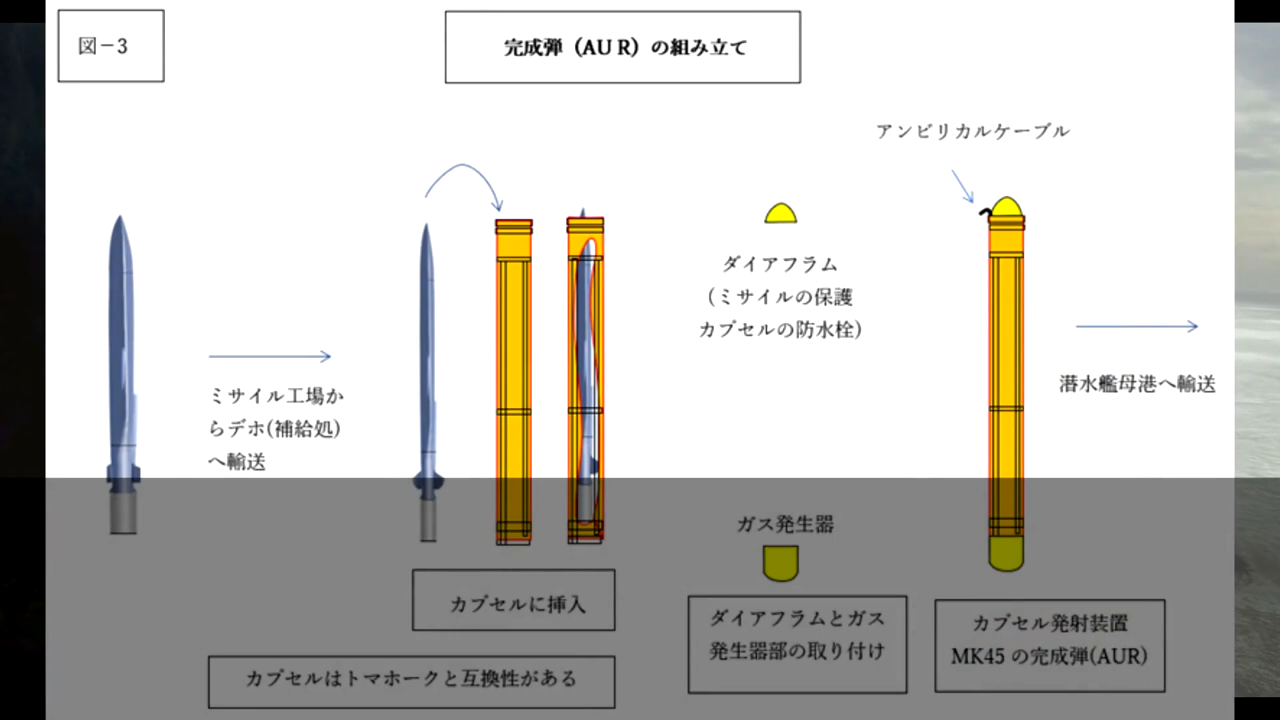 図－3
完成弾（AUR）の組み立て
アンビリカルケーブル
ダイアフラム
（ミサイルの保護
カプセルの防水栓）
ミサイル工場か
らデホ(補給処)
へ輸送
潜水艦母港へ輸送
ガス発生器
カプセルに挿入
ダイアフラムとガス
発生器部の取り付け
カプセル発射装置
MK45 の完成弾(AUR)
カプセルはトマホークと互換性がある